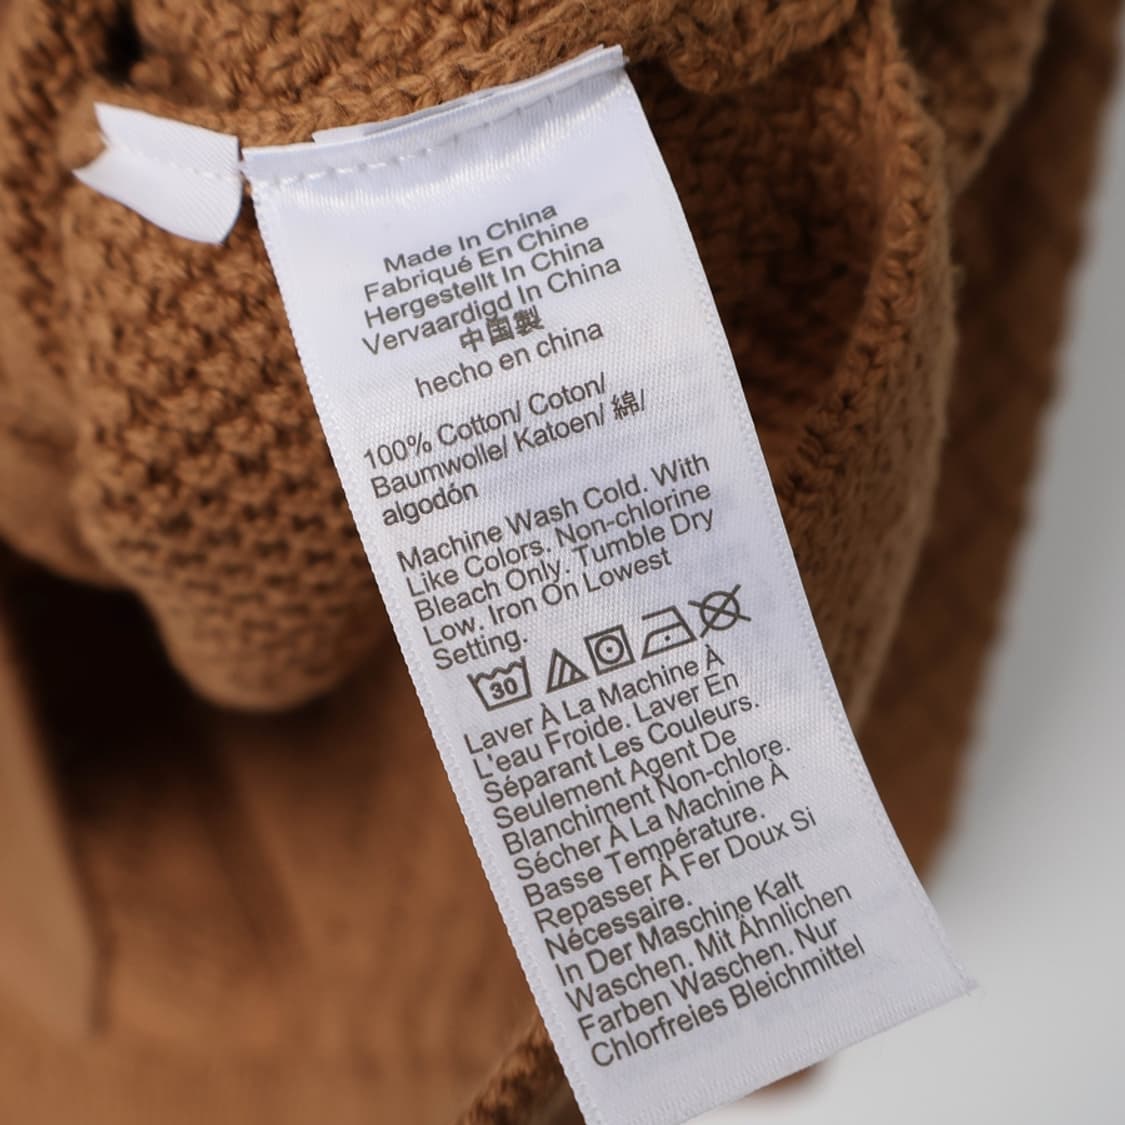 Made In China
Fabriqué En Chine
Hergestellt In China
Vervaardigd In China
中国製
hecho en china
100% Cotton/ Coton/
Baumwolle/ Katoen/ 綿/
algodón
Machine Wash Cold. With
Like Colors. Non-chlorine
Bleach Only. Tumble Dry
Low. Iron On Lowest
Setting.
30
Laver À La Machine À
L'eau Froide. Laver En
Séparant Les Couleurs.
Seulement Agent De
Blanchiment Non-chlore.
Sécher À La Machine À
Basse Température.
Repasser À Fer Doux Si
Nécessaire.
In Der Maschine Kalt
Waschen. Mit Ähnlichen
Farben Waschen. Nur
Chlorfreies Bleichmittel